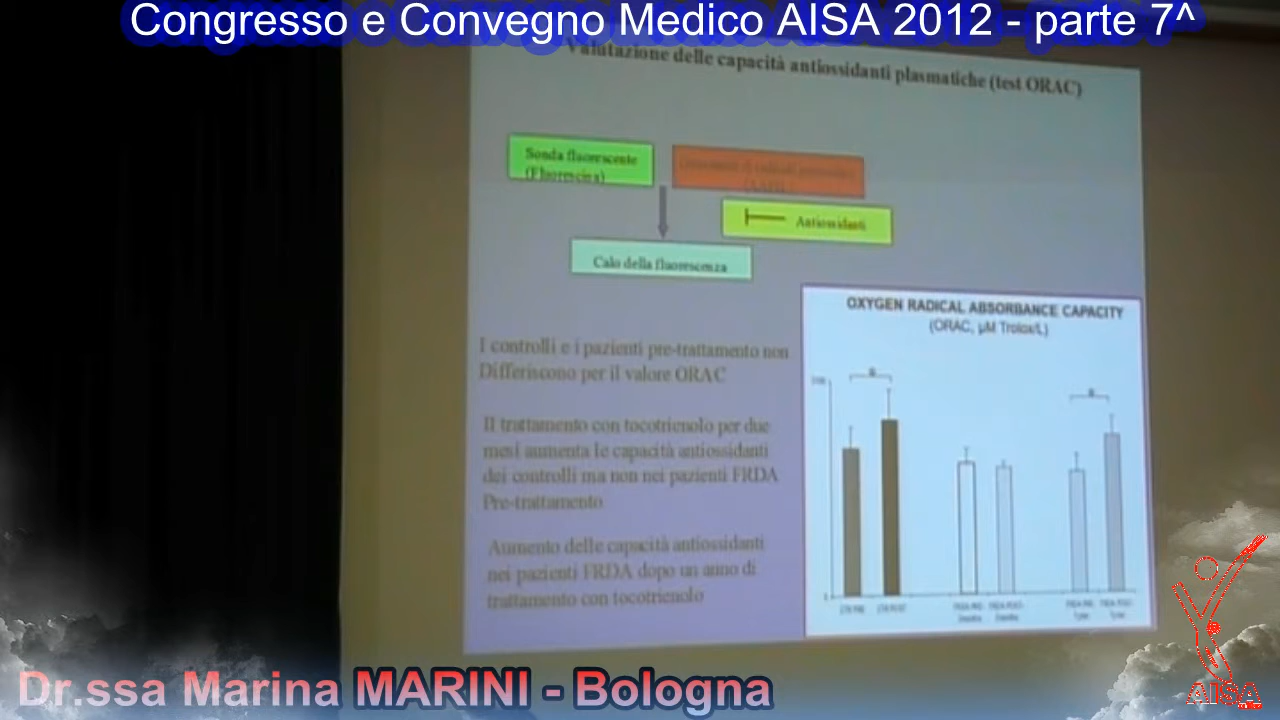 Congresso e Convegno Medico AISA 2012 - parte 7^
Valutazione delle capacità antiossidanti plasmatiche (test ORAC)
Sonda fluorescente
(Fluorescina)
Antiossidanti
Calo della fluorescenza
OXYGEN RADICAL ABSORBANCE CAPACITY
(ORAC, µM Trolox/L)
I controlli e i pazienti pre-trattamento non
Differiscono per il valore ORAC
Il trattamento con tocotrienolo per due
mesi aumenta le capacità antiossidanti
dei controlli ma non nei pazienti FRDA
Pre-trattamento
Aumento delle capacità antiossidanti
nei pazienti FRDA dopo un anno di
trattamento con tocotrienolo
Dr.ssa Marina MARINI - Bologna
AISA